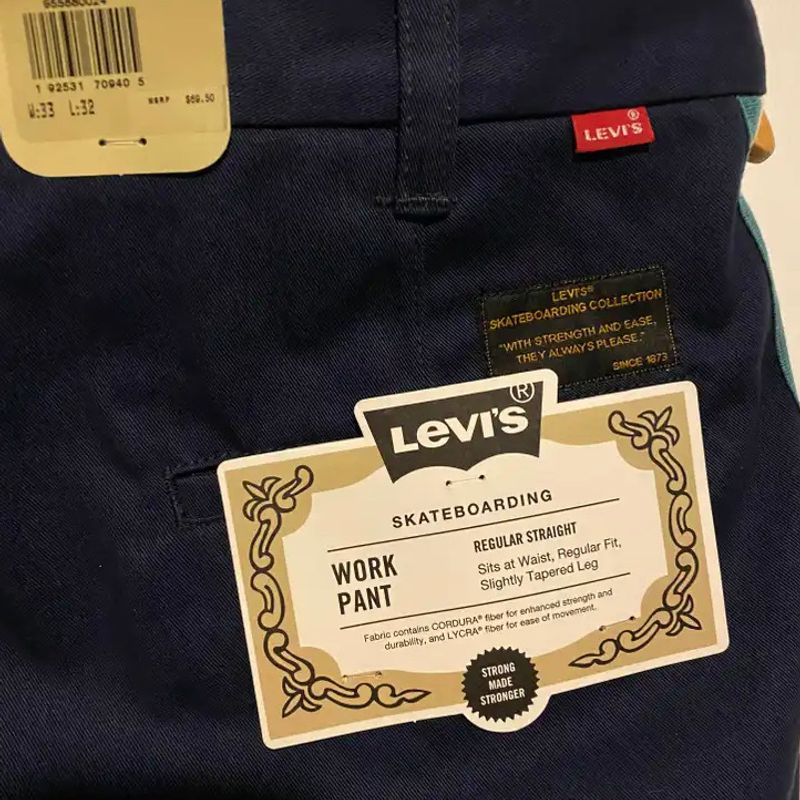 955880024
1 92531 70940 5
W:33 L:32 MSRP $69.50
LEVI'S®
LEVI'S®
SKATEBOARDING COLLECTION
"WITH STRENGTH AND EASE,
THEY ALWAYS PLEASE."
SINCE 1873
LEVI'S®
SKATEBOARDING
WORK
PANT
REGULAR STRAIGHT
Sits at Waist, Regular Fit,
Slightly Tapered Leg
Fabric contains CORDURA® fiber for enhanced strength and
durability, and LYCRA® fiber for ease of movement.
STRONG
MADE
STRONGER